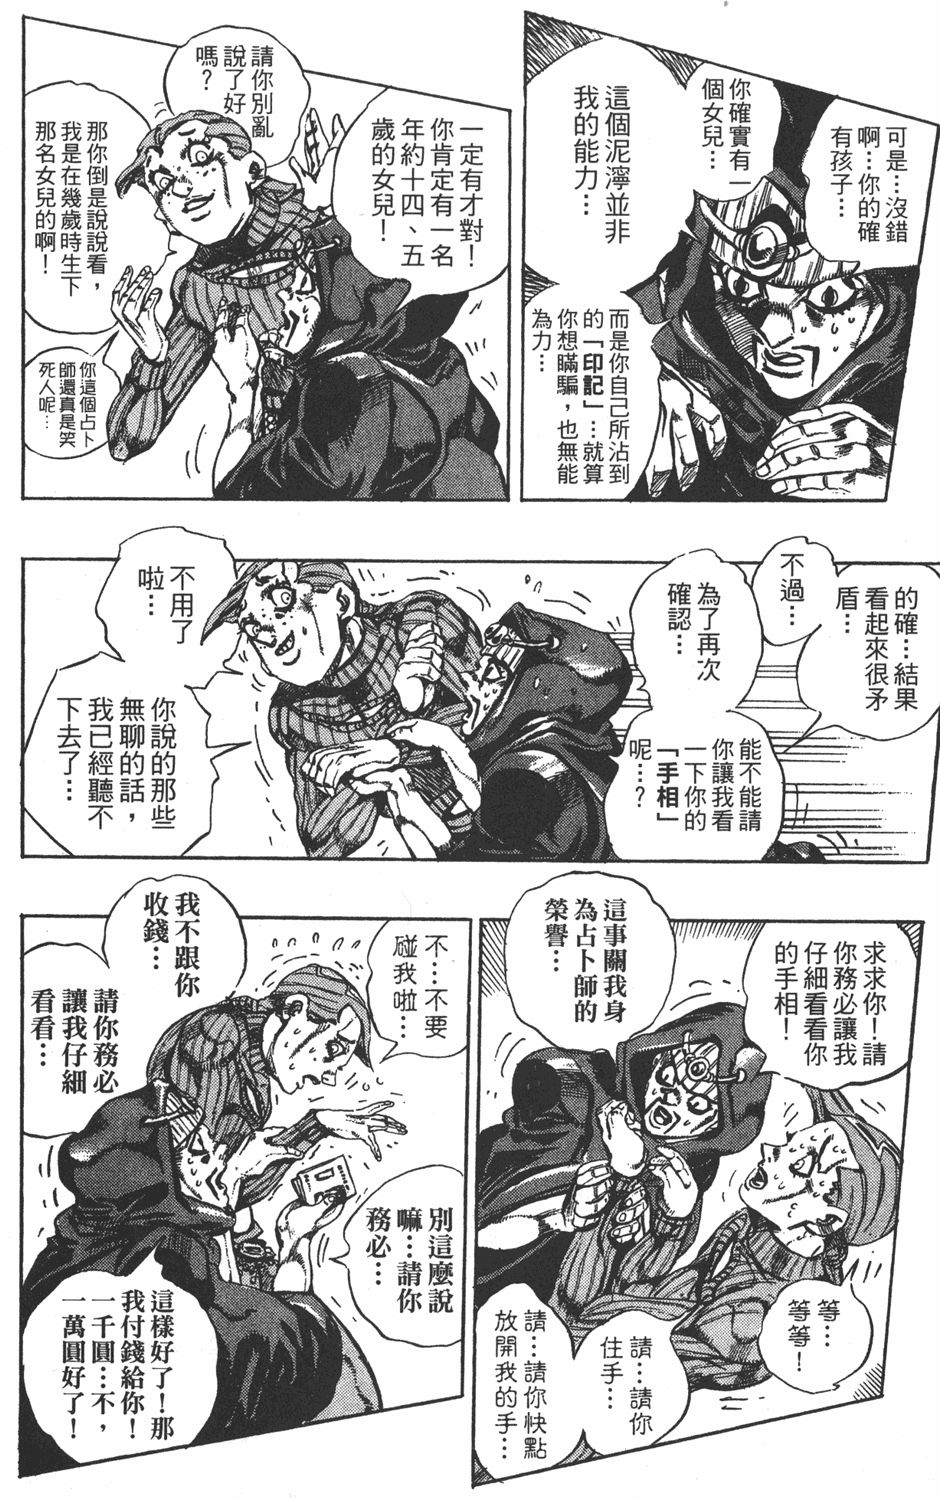 可是…沒錯
啊…你的確
有孩子…
你確實有一
個女兒…
這個泥濘並非
我的能力…
而是你自己所沾到
的「印記」…就算
你想瞞騙，也無能
為力…
一定有才對！
你肯定有一名
年約十四、五
歲的女兒！
請你別亂
說了好
嗎？
那你倒是說說看，
我是在幾歲時生下
那名女兒的啊！
你這個占卜
師還真是笑
死人呢…
的確…結果
看起來很矛
盾…
不過…
為了再次
確認…
能不能請
你讓我看
一下你的
「手相」
呢…？
不用了
啦…
你說的那些
無聊的話，
我已經聽不
下去了…
求求你！請
你務必讓我
仔細看看你
的手相！
這事關我身
為占卜師的
榮譽…
等…
等等！
請…請你
住手…
請…請你快點
放開我的手…
不…不要
碰我啦…
我不跟你
收錢…
請你務必
讓我仔細
看看…
別這麼說
嘛…請你
務必…
這樣好了！那
我付錢給你！
一千圓…不，
一萬圓好了！